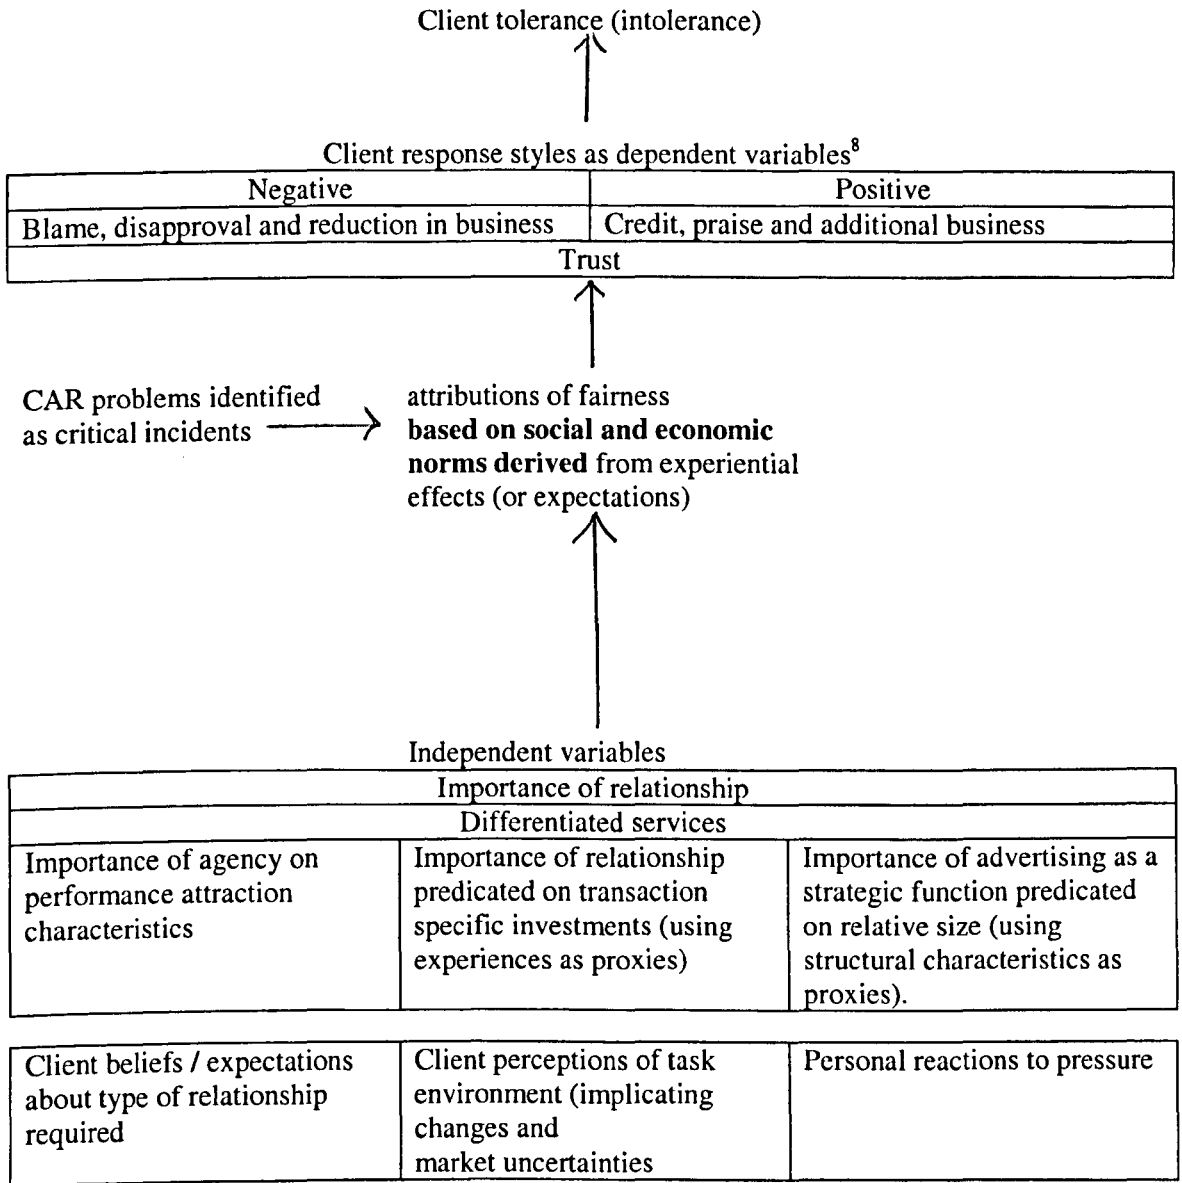 Client tolerance (intolerance)
Client response styles as dependent variables⁸
Negative
Positive
Blame, disapproval and reduction in business
Credit, praise and additional business
Trust
CAR problems identified
as critical incidents
attributions of fairness
based on social and economic
norms derived from experiential
effects (or expectations)
Independent variables
Importance of relationship
Differentiated services
Importance of agency on
performance attraction
characteristics
Importance of relationship
predicated on transaction
specific investments (using
experiences as proxies)
Importance of advertising as a
strategic function predicated
on relative size (using
structural characteristics as
proxies).
Client beliefs / expectations
about type of relationship
required
Client perceptions of task
environment (implicating
changes and
market uncertainties
Personal reactions to pressure